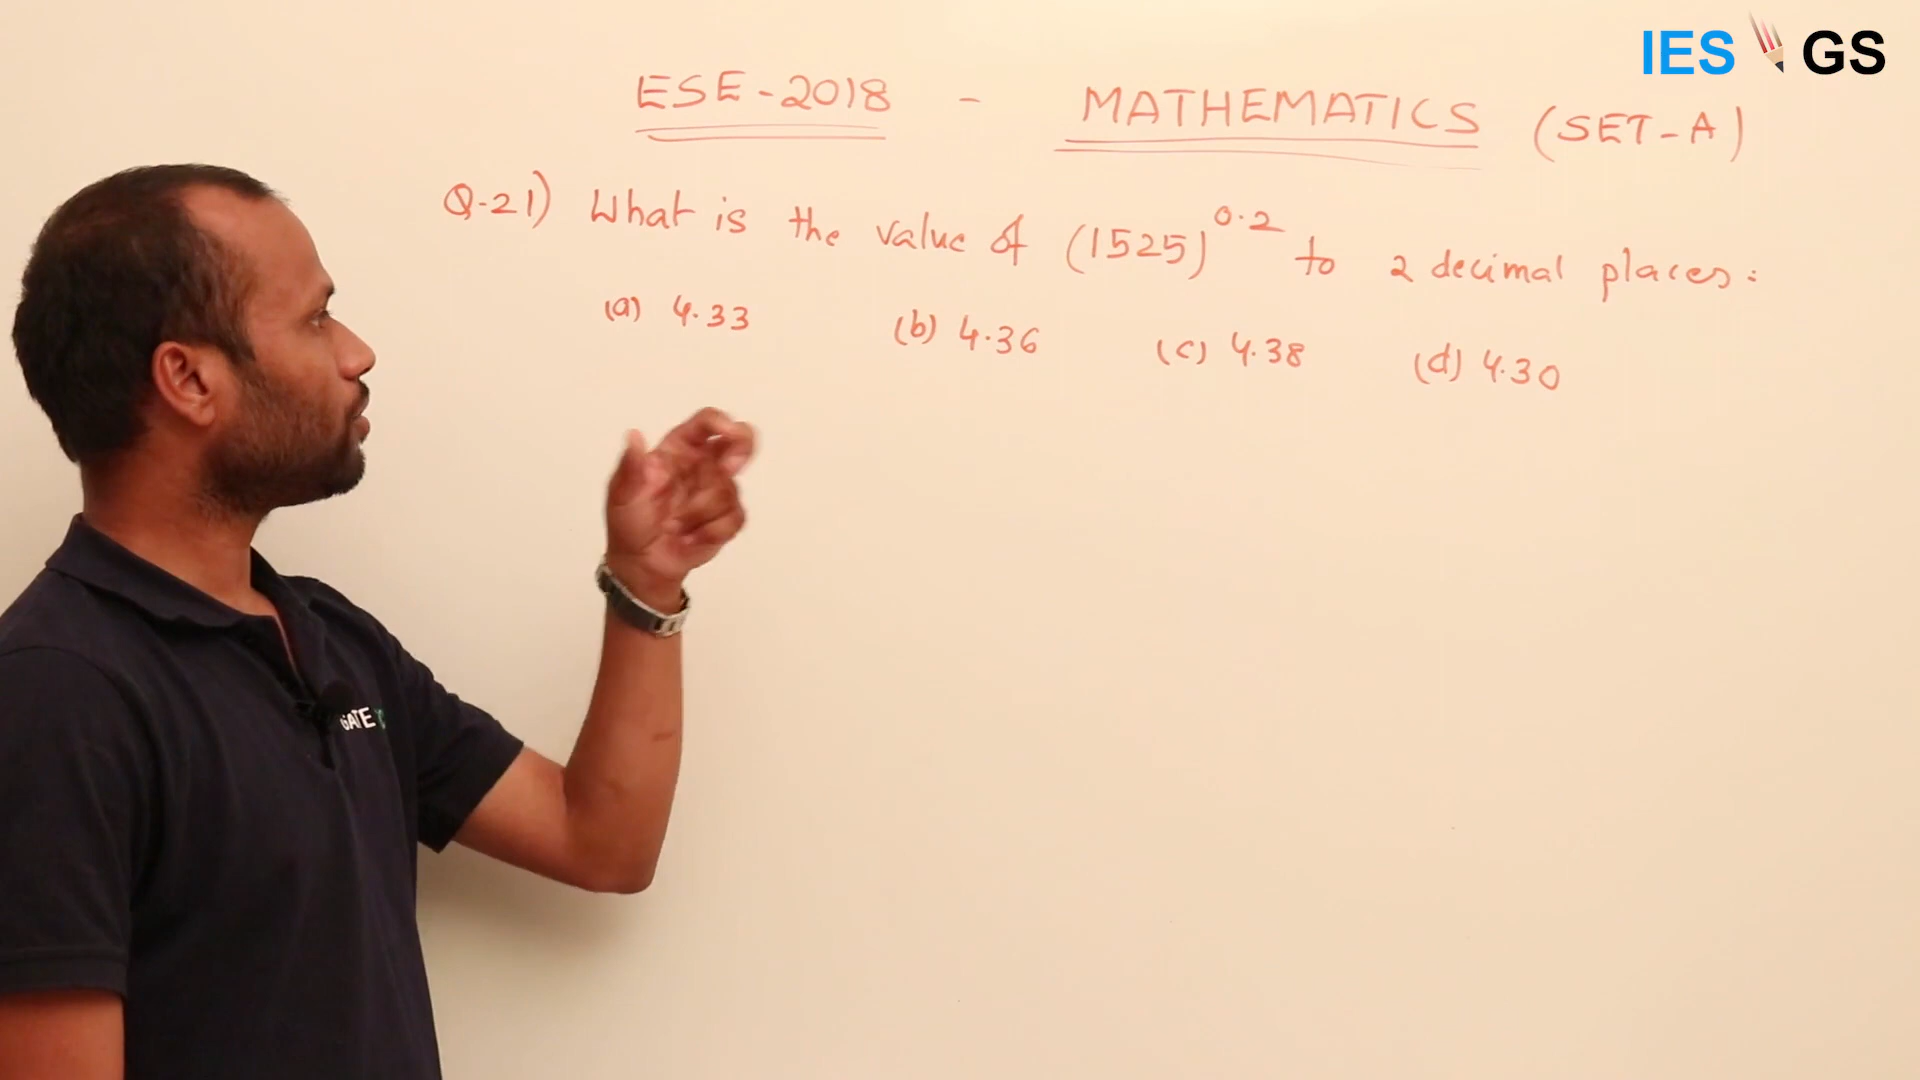 IES GS
ESE-2018 - MATHEMATICS (SET-A)
Q.21) What is the value of (1525)^0.2 to 2 decimal places:
(a) 4.33 (b) 4.36 (c) 4.38 (d) 4.30
GATE